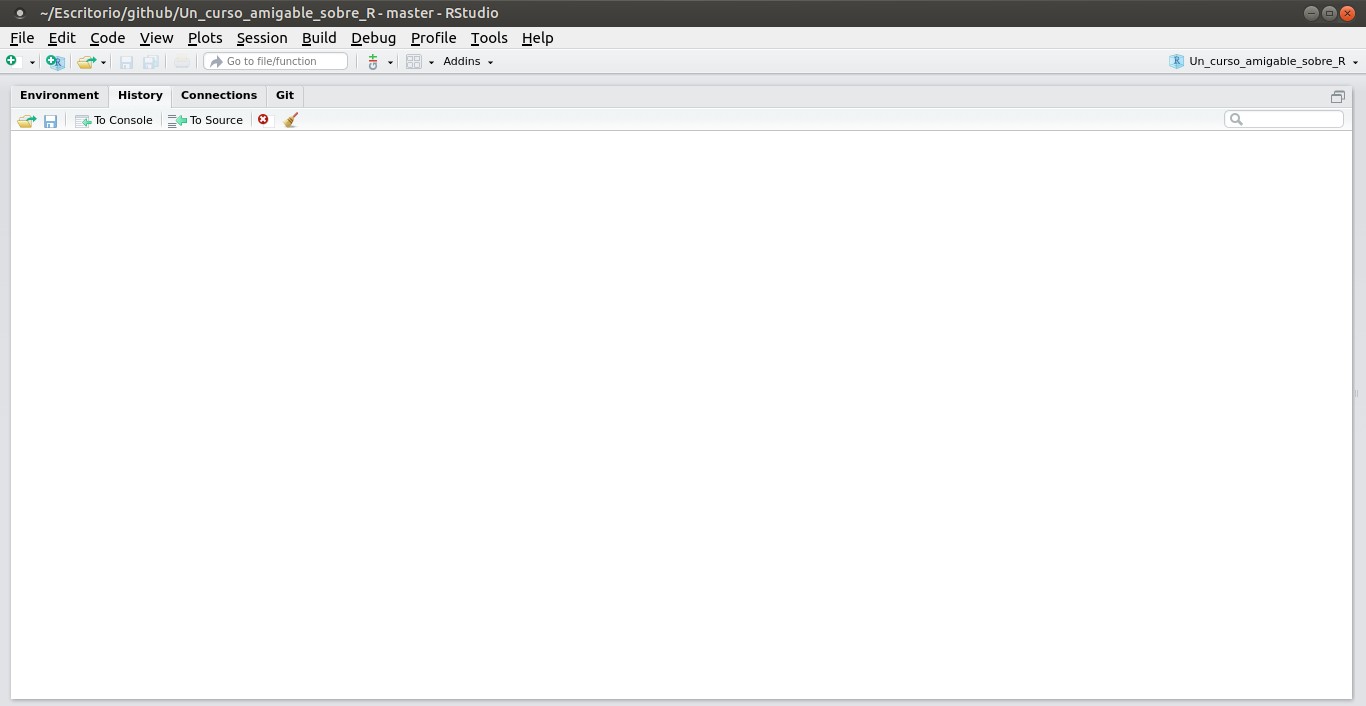 ~/Escritorio/github/Un_curso_amigable_sobre_R - master - RStudio
File Edit Code View Plots Session Build Debug Profile Tools Help
Go to file/function Git Addins Un_curso_amigable_sobre_R
Environment History Connections Git
To Console To Source